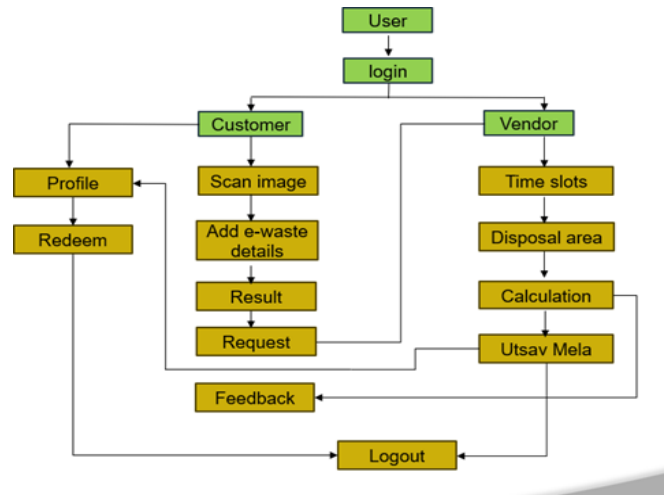 User
login
Customer
Vendor
Profile
Scan image
Time slots
Redeem
Add e-waste
details
Disposal area
Result
Calculation
Request
Utsav Mela
Feedback
Logout